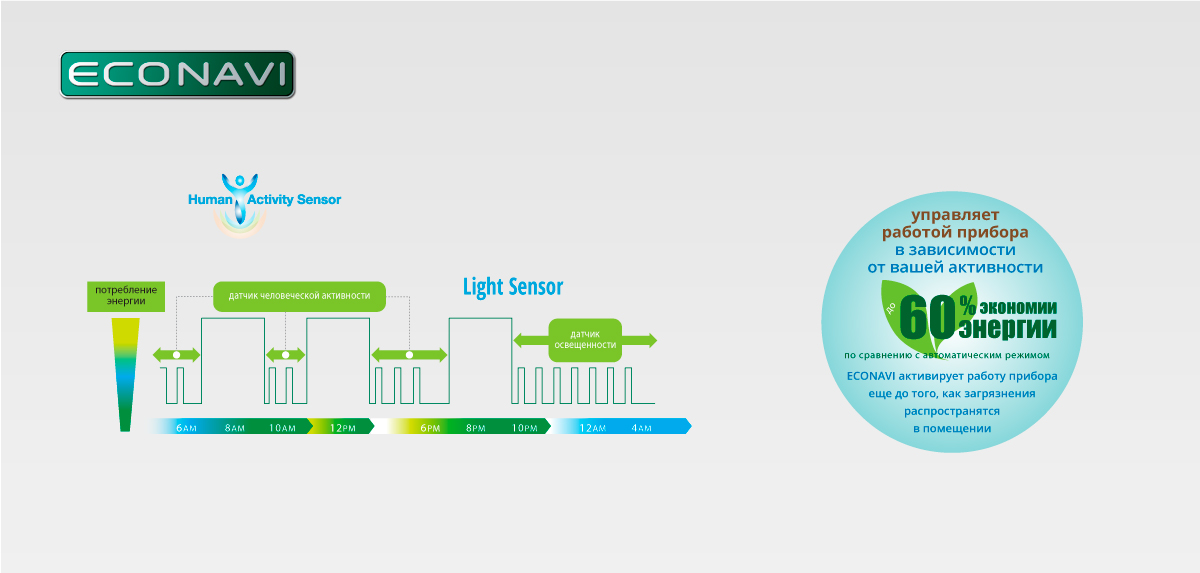 ECONAVI
Human Activity Sensor
потребление
энергии
датчик человеческой активности
Light Sensor
датчик
освещенности
6AM 8AM 10AM 12PM 6PM 8PM 10PM 12AM 4AM
управляет
работой прибора
в зависимости
от вашей активности
до 60% экономии
энергии
по сравнению с автоматическим режимом
ECONAVI активирует работу прибора
еще до того, как загрязнения
распространятся
в помещении